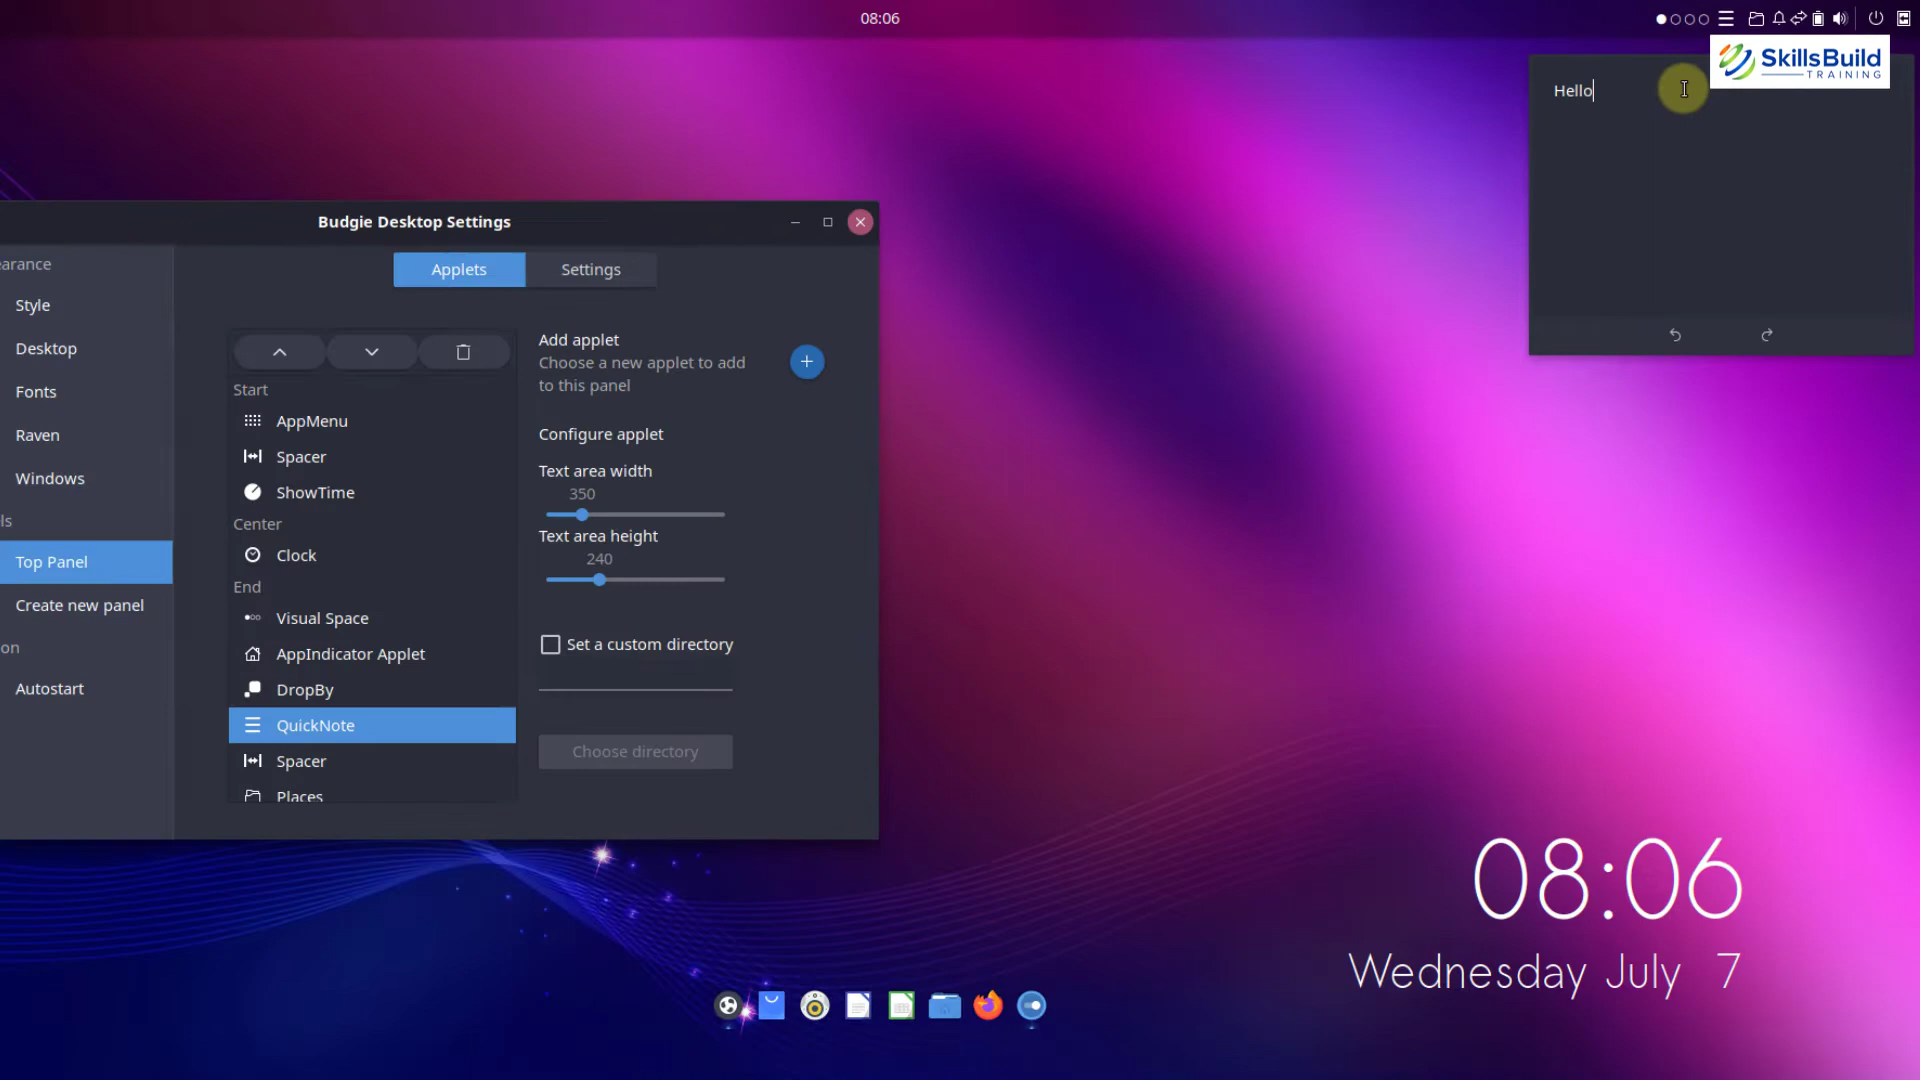 08:06
SkillsBuild
TRAINING
Hello
Budgie Desktop Settings
Applets
Settings
earance
Style
Desktop
Fonts
Raven
Windows
ls
Top Panel
Create new panel
on
Autostart
Start
AppMenu
Spacer
ShowTime
Center
Clock
End
Visual Space
AppIndicator Applet
DropBy
QuickNote
Spacer
Places
Add applet
Choose a new applet to add
to this panel
Configure applet
Text area width
350
Text area height
240
Set a custom directory
Choose directory
08:06
Wednesday July 7